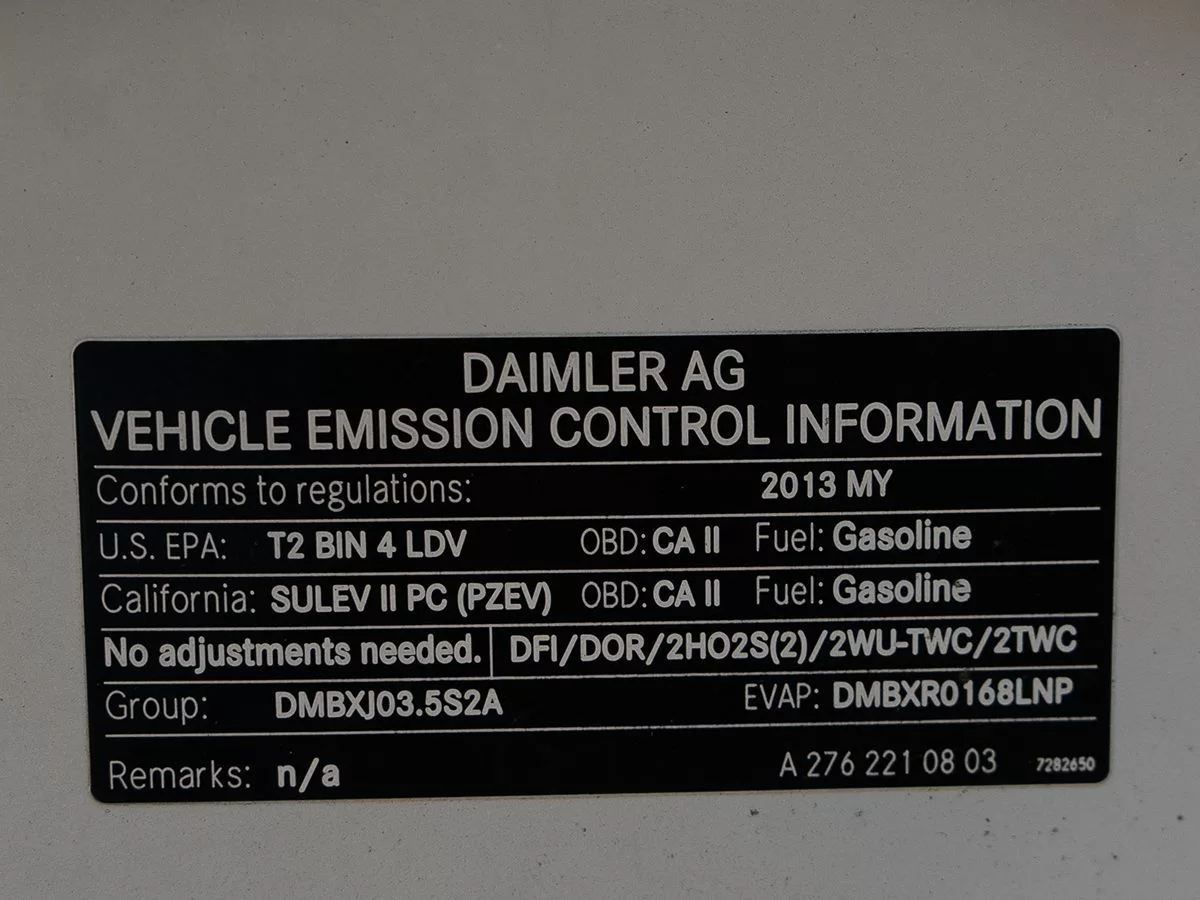 DAIMLER AG
VEHICLE EMISSION CONTROL INFORMATION
Conforms to regulations: 2013 MY
U.S. EPA: T2 BIN 4 LDV OBD: CA II Fuel: Gasoline
California: SULEV II PC (PZEV) OBD: CA II Fuel: Gasoline
No adjustments needed. DFI/DOR/2HO2S(2)/2WU-TWC/2TWC
Group: DMBXJ03.5S2A EVAP: DMBXR0168LNP
Remarks: n/a A 276 221 08 03 7282650